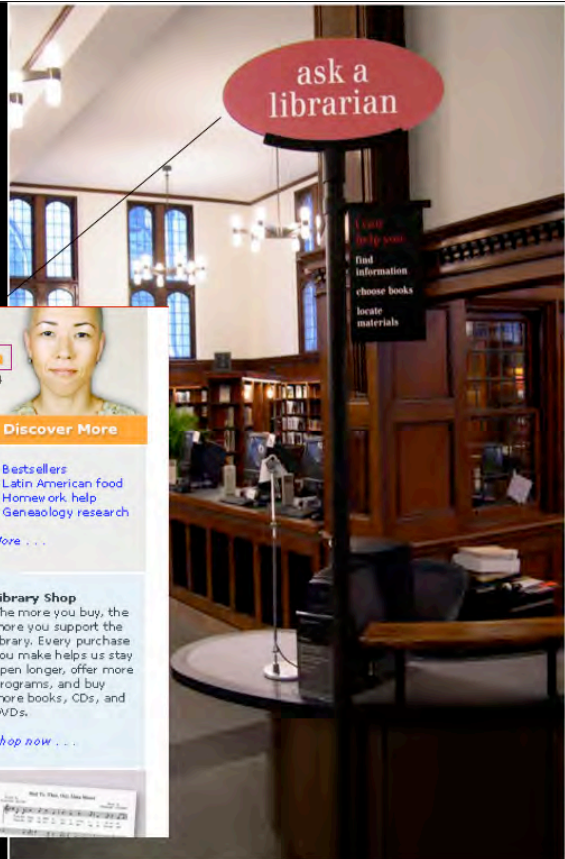 ask a
librarian
I can
help you
find
information
choose books
locate
materials
Discover More
Bestsellers
Latin American food
Homework help
Geneaology research
ore . . .
ibrary Shop
he more you buy, the
ore you support the
brary. Every purchase
ou make helps us stay
pen longer, offer more
rograms, and buy
ore books, CDs, and
VDs.
hop now . . .